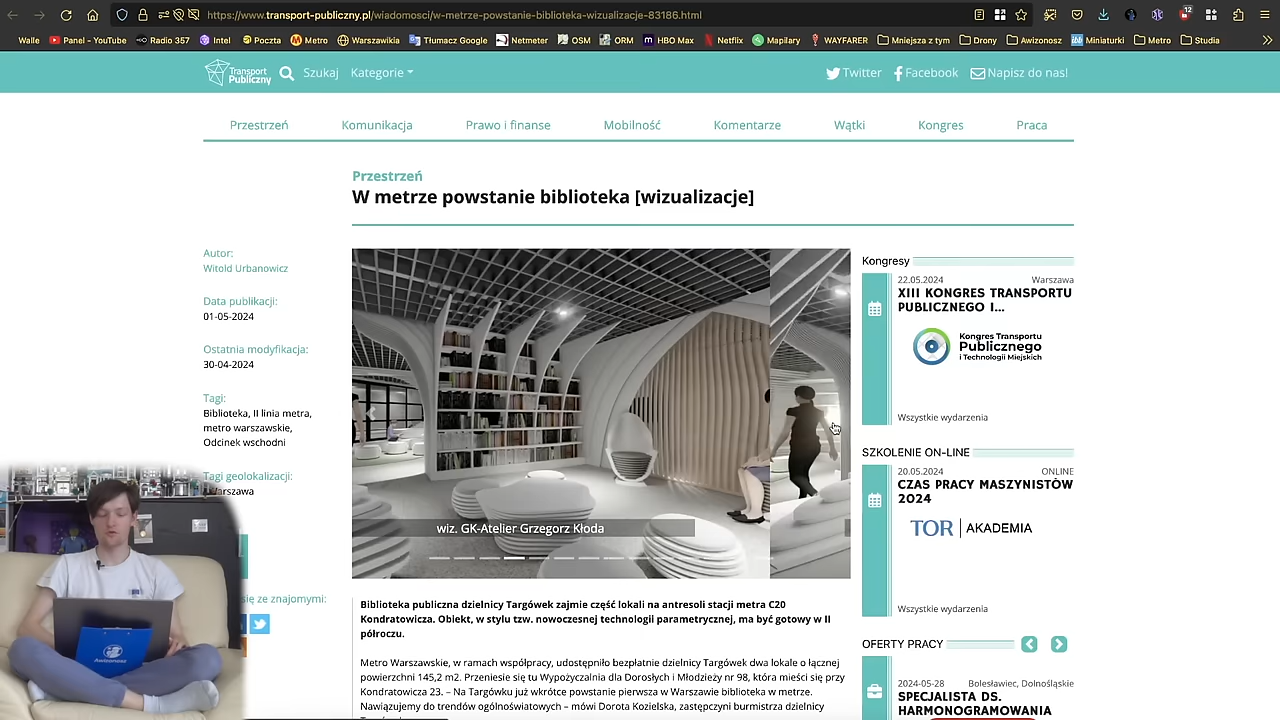 https://www.transport-publiczny.pl/wiadomosci/w-metrze-powstanie-biblioteka-wizualizacje-83186.html
12
Walle Panel - YouTube Radio 357 Intel Poczta Metro Warszawikia Tłumacz Google Netmeter OSM ORM HBO Max Netflix Mapilary WAYFARER Mniejsza z tym Drony Awizonosz Miniaturki Metro Studia
Transport Publiczny Szukaj Kategorie Twitter Facebook Napisz do nas!
Przestrzeń Komunikacja Prawo i finanse Mobilność Komentarze Wątki Kongres Praca
Przestrzeń
W metrze powstanie biblioteka [wizualizacje]
Autor:
Witold Urbanowicz
Data publikacji:
01-05-2024
Ostatnia modyfikacja:
30-04-2024
Tagi:
Biblioteka, II linia metra,
metro warszawskie,
Odcinek wschodni
Tagi geolokalizacji:
się ze znajomymi:
Awizonosz
wiz. GK-Atelier Grzegorz Kłoda
Biblioteka publiczna dzielnicy Targówek zajmie część lokali na antresoli stacji metra C20
Kondratowicza. Obiekt, w stylu tzw. nowoczesnej technologii parametrycznej, ma być gotowy w II
półroczu.
Metro Warszawskie, w ramach współpracy, udostępniło bezpłatnie dzielnicy Targówek dwa lokale o łącznej
powierzchni 145,2 m2. Przeniesie się tu Wypożyczalnia dla Dorosłych i Młodzieży nr 98, która mieści się przy
Kondratowicza 23. – Na Targówku już wkrótce powstanie pierwsza w Warszawie biblioteka w metrze.
Nawiązujemy do trendów ogólnoświatowych – mówi Dorota Kozielska, zastępczyni burmistrza dzielnicy
Kongresy
22.05.2024 Warszawa
XIII KONGRES TRANSPORTU
PUBLICZNEGO I...
Kongres Transportu
Publicznego
i Technologii Miejskich
Wszystkie wydarzenia
SZKOLENIE ON-LINE
20.05.2024 ONLINE
CZAS PRACY MASZYNISTÓW
2024
TOR AKADEMIA
Wszystkie wydarzenia
OFERTY PRACY
2024-05-28 Bolesławiec, Dolnośląskie
SPECJALISTA DS.
HARMONOGRAMOWANIA